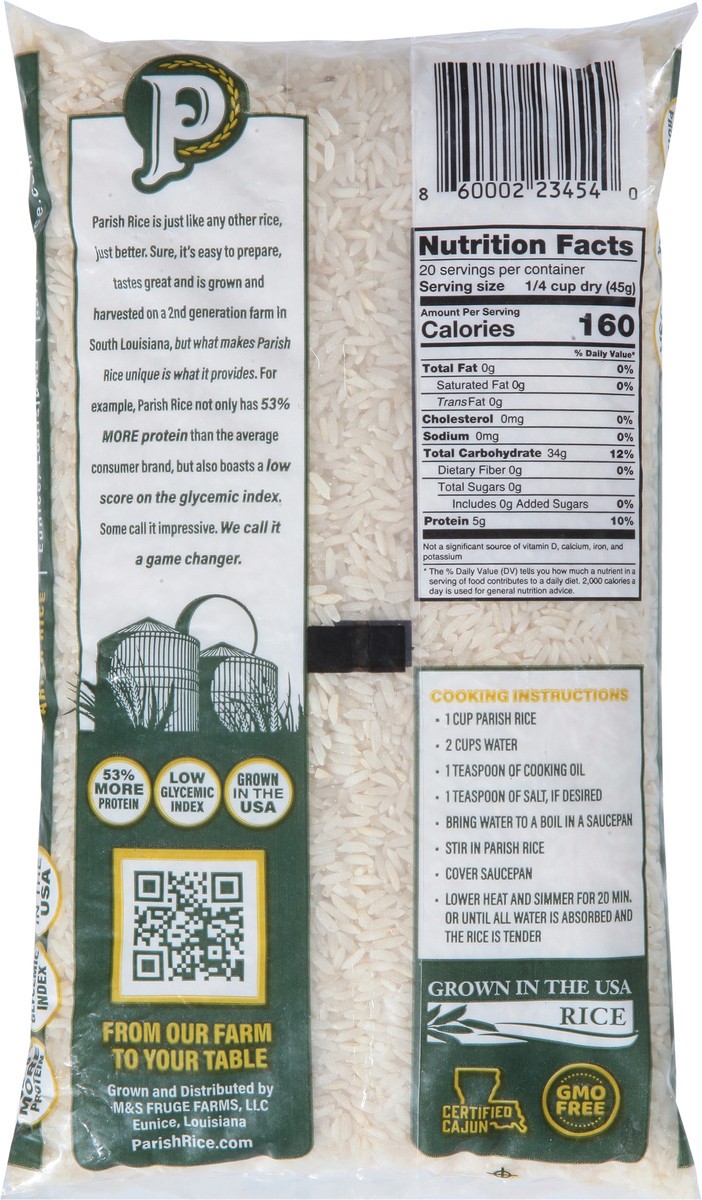 P
Parish Rice is just like any other rice,
just better. Sure, it's easy to prepare,
tastes great and is grown and
harvested on a 2nd generation farm in
South Louisiana, but what makes Parish
Rice unique is what it provides. For
example, Parish Rice not only has 53%
MORE protein than the average
consumer brand, but also boasts a low
score on the glycemic index.
Some call it impressive. We call it
a game changer.
53%
MORE
PROTEIN
LOW
GLYCEMIC
INDEX
GROWN
IN THE
USA
FROM OUR FARM
TO YOUR TABLE
Grown and Distributed by
M&S FRUGE FARMS, LLC
Eunice, Louisiana
ParishRice.com
8 60002 23454 0
Nutrition Facts
20 servings per container
Serving size 1/4 cup dry (45g)
Amount Per Serving
Calories 160
% Daily Value*
Total Fat 0g 0%
Saturated Fat 0g 0%
Trans Fat 0g
Cholesterol 0mg 0%
Sodium 0mg 0%
Total Carbohydrate 34g 12%
Dietary Fiber 0g 0%
Total Sugars 0g
Includes 0g Added Sugars 0%
Protein 5g 10%
Not a significant source of vitamin D, calcium, iron, and
potassium
* The % Daily Value (DV) tells you how much a nutrient in a
serving of food contributes to a daily diet. 2,000 calories a
day is used for general nutrition advice.
COOKING INSTRUCTIONS
• 1 CUP PARISH RICE
• 2 CUPS WATER
• 1 TEASPOON OF COOKING OIL
• 1 TEASPOON OF SALT, IF DESIRED
• BRING WATER TO A BOIL IN A SAUCEPAN
• STIR IN PARISH RICE
• COVER SAUCEPAN
• LOWER HEAT AND SIMMER FOR 20 MIN.
OR UNTIL ALL WATER IS ABSORBED AND
THE RICE IS TENDER
GROWN IN THE USA
RICE
CERTIFIED
CAJUN
GMO
FREE
IN THE
USA
INDEX
MORE
PROTEIN